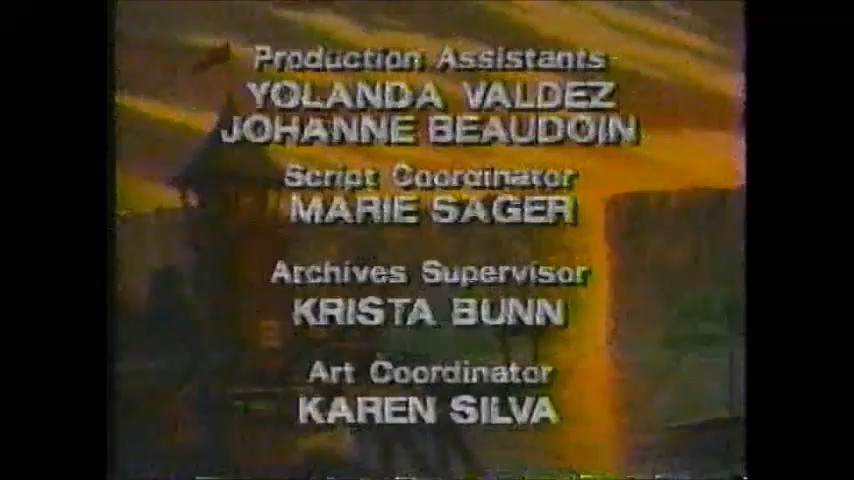 Production Assistants
YOLANDA VALDEZ
JOHANNE BEAUDOIN
Script Coordinator
MARIE SAGER
Archives Supervisor
KRISTA BUNN
Art Coordinator
KAREN SILVA